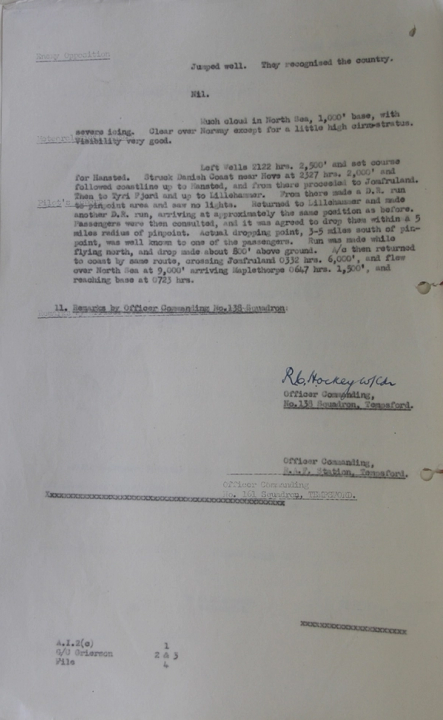 Enemy Opposition
Jumped well. They recognised the country.
Nil.
Much cloud in North Sea, 1,000' base, with
severe icing. Clear over Norway except for a little high cirro-stratus.
Visibility very good.
Left Wells 2122 hrs. 2,500' and set course
for Hansted. Struck Danish Coast near Hove at 2327 hrs. 2,000' and
followed coastline up to Hansted, and from there proceeded to Jomfruland.
Then to Tyri Fjord and up to Lillehammer. From there made a D.R. run
to pinpoint area and saw no lights. Returned to Lillehammer and made
another D.R. run, arriving at approximately the same position as before.
Passengers were then consulted, and it was agreed to drop them within a 5
miles radius of pinpoint. Actual dropping point, 3-5 miles south of pin-
point, was well known to one of the passengers. Run was made while
flying north, and drop made about 800' above ground. A/c then returned
to coast by same route, crossing Jomfruland 0332 hrs. 6,000', and flew
over North Sea at 9,000' arriving Maplethorpe 0647 hrs. 1,500', and
reaching base at 0723 hrs.
11. Remarks by Officer Commanding No.138 Squadron:
R.C. Hockey W/Cdr
Officer Commanding,
No.138 Squadron, Tempsford.
Officer Commanding,
R.A.F. Station, Tempsford.
Officer Commanding
No. 161 Squadron,
A.I.2(c) 1
G/C Grierson 2 & 3
File 4